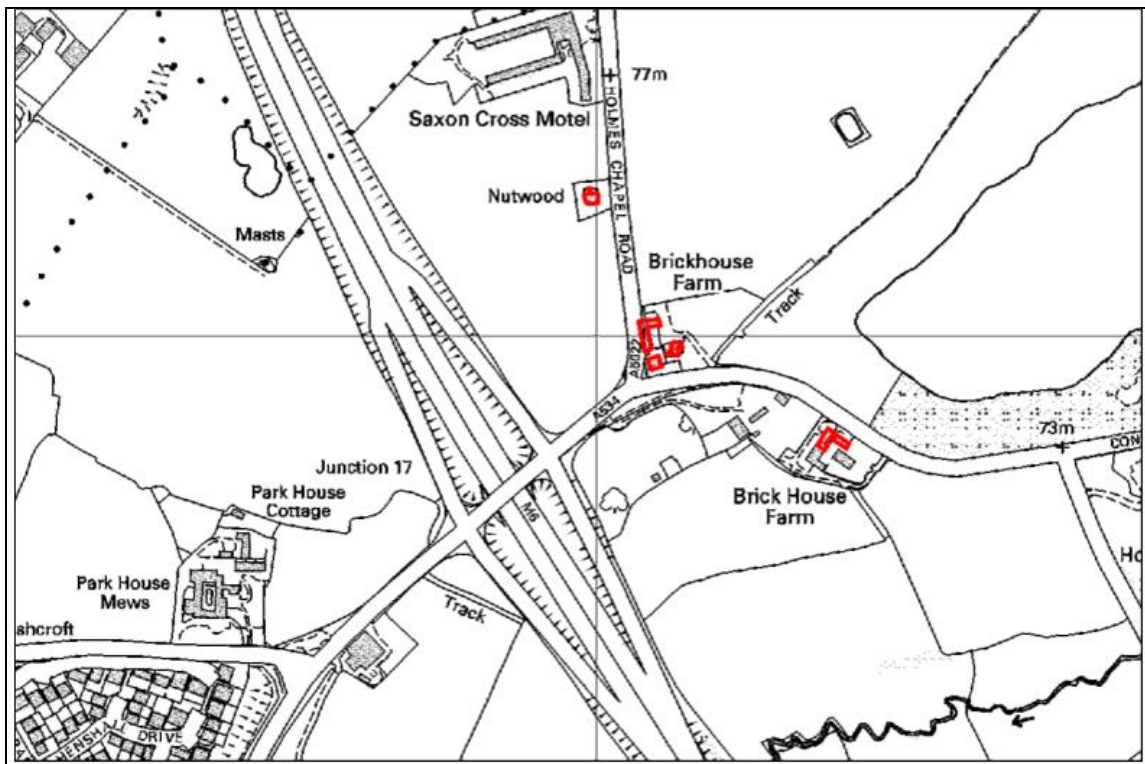 77m
Saxon Cross Motel
HOLMES CHAPEL ROAD
Nutwood
Masts
Brickhouse
Farm
Track
A5022
A534
73m
CON
Junction 17
Park House
Cottage
M6
Brick House
Farm
Park House
Mews
Track
Ho
shcroft
ENSHALL
DRIVE